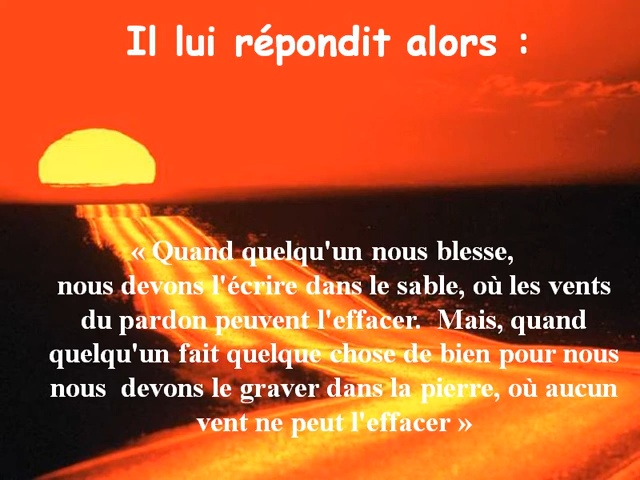 Il lui répondit alors :
« Quand quelqu'un nous blesse,
nous devons l'écrire dans le sable, où les vents
du pardon peuvent l'effacer.  Mais, quand
quelqu'un fait quelque chose de bien pour nous
nous  devons le graver dans la pierre, où aucun
vent ne peut l'effacer »